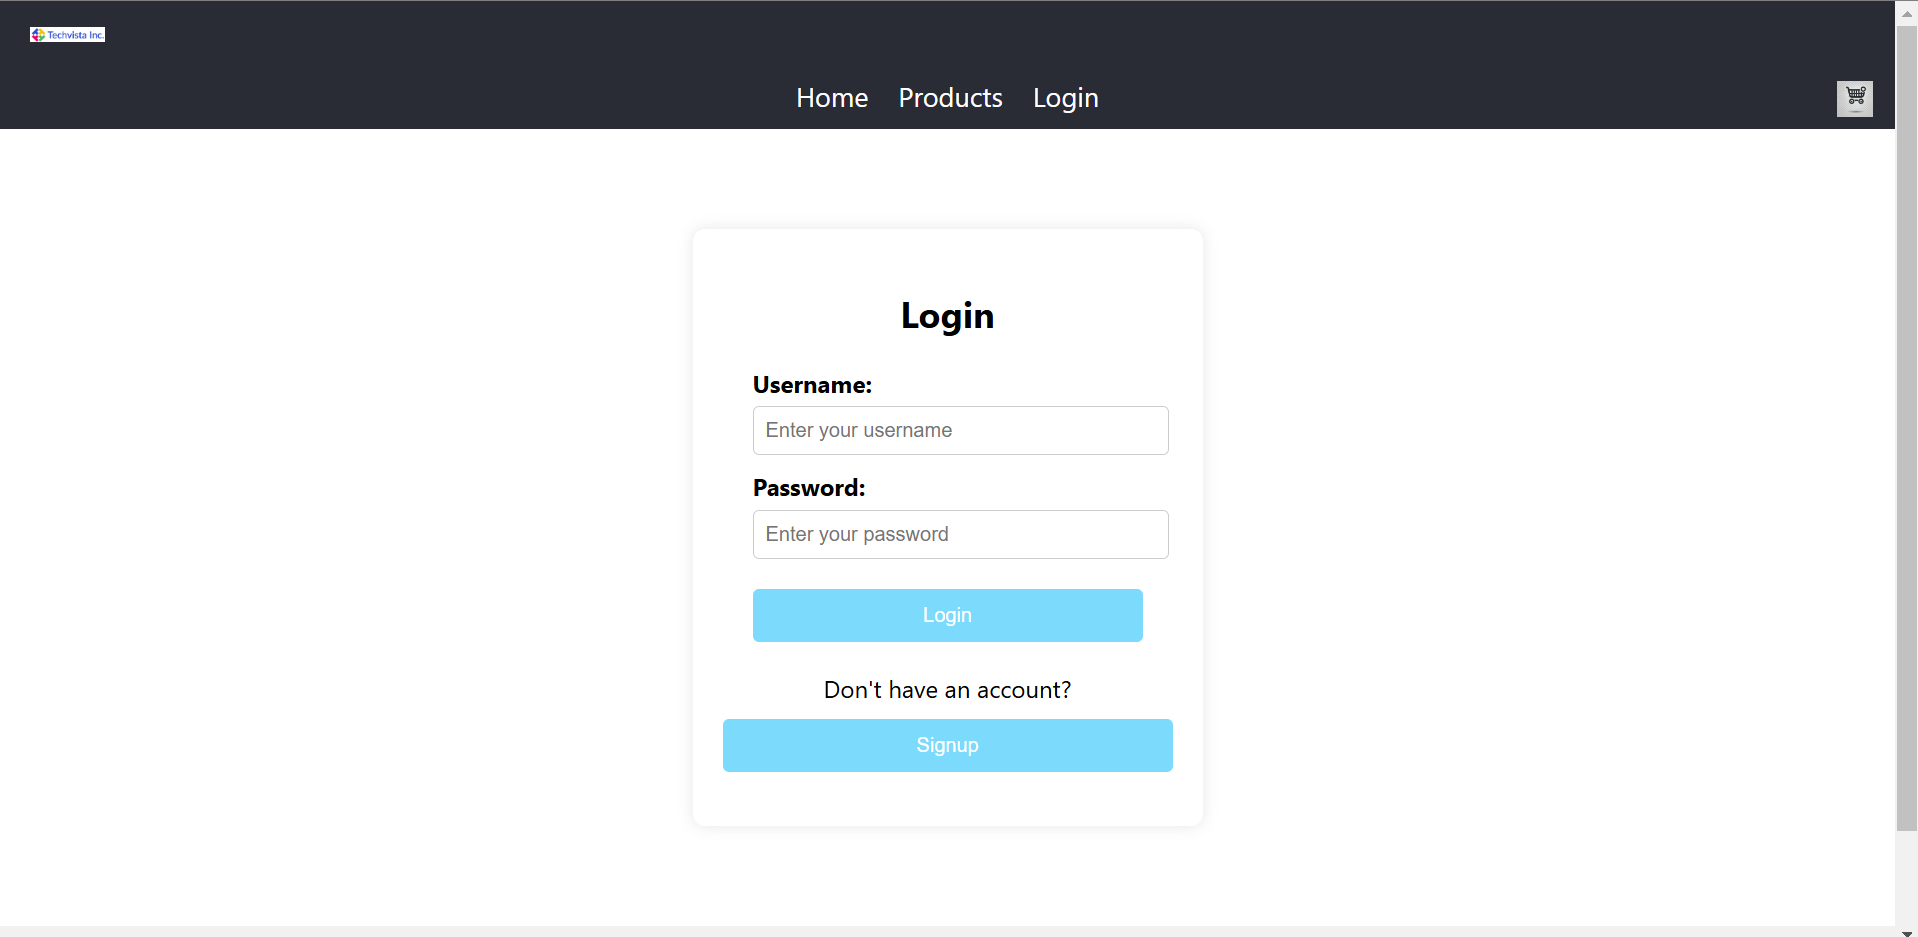 Techvista Inc.
Home Products Login
Login
Username:
Enter your username
Password:
Enter your password
Login
Don't have an account?
Signup